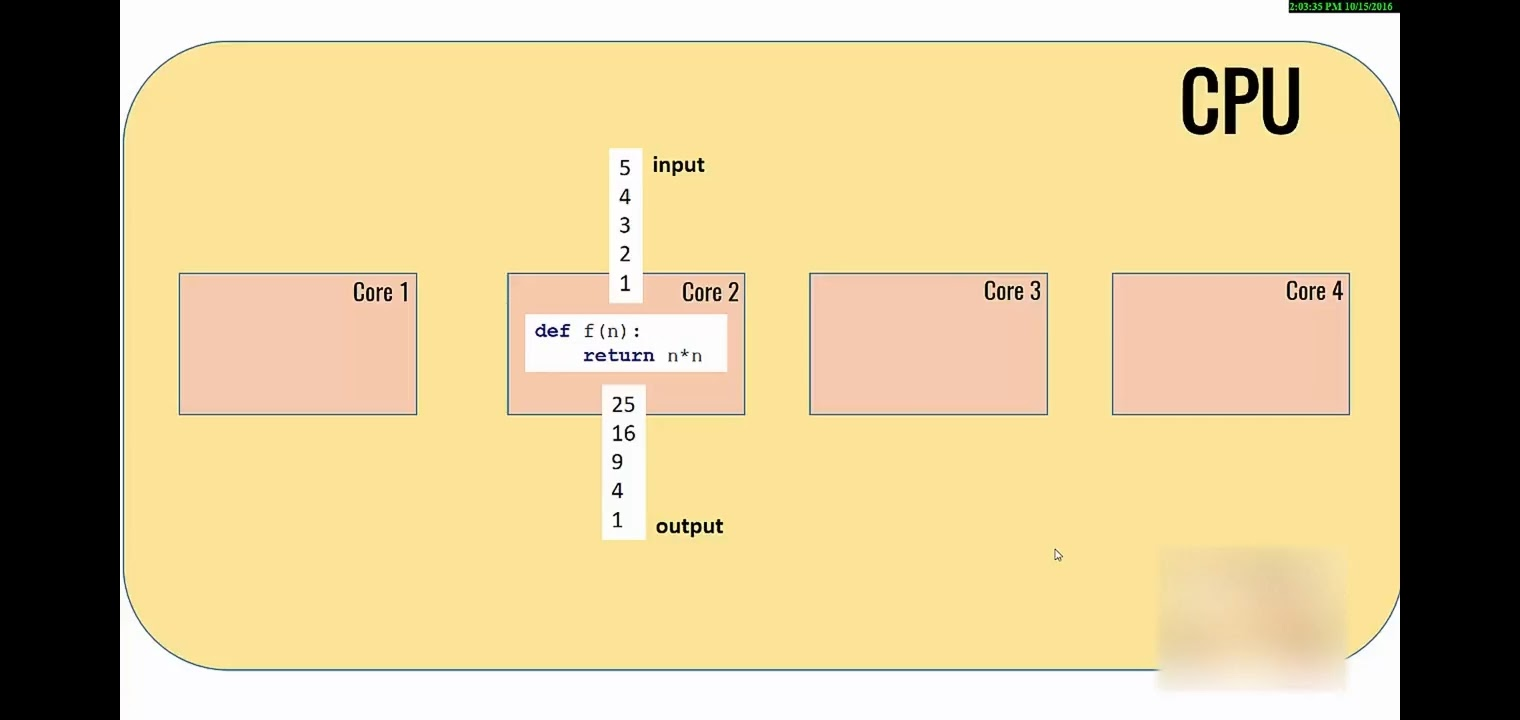 2:03:35 PM 10/15/2016
CPU
5 input
4
3
2
1
Core 1
Core 2
Core 3
Core 4
def f(n):
return n*n
25
16
9
4
1 output